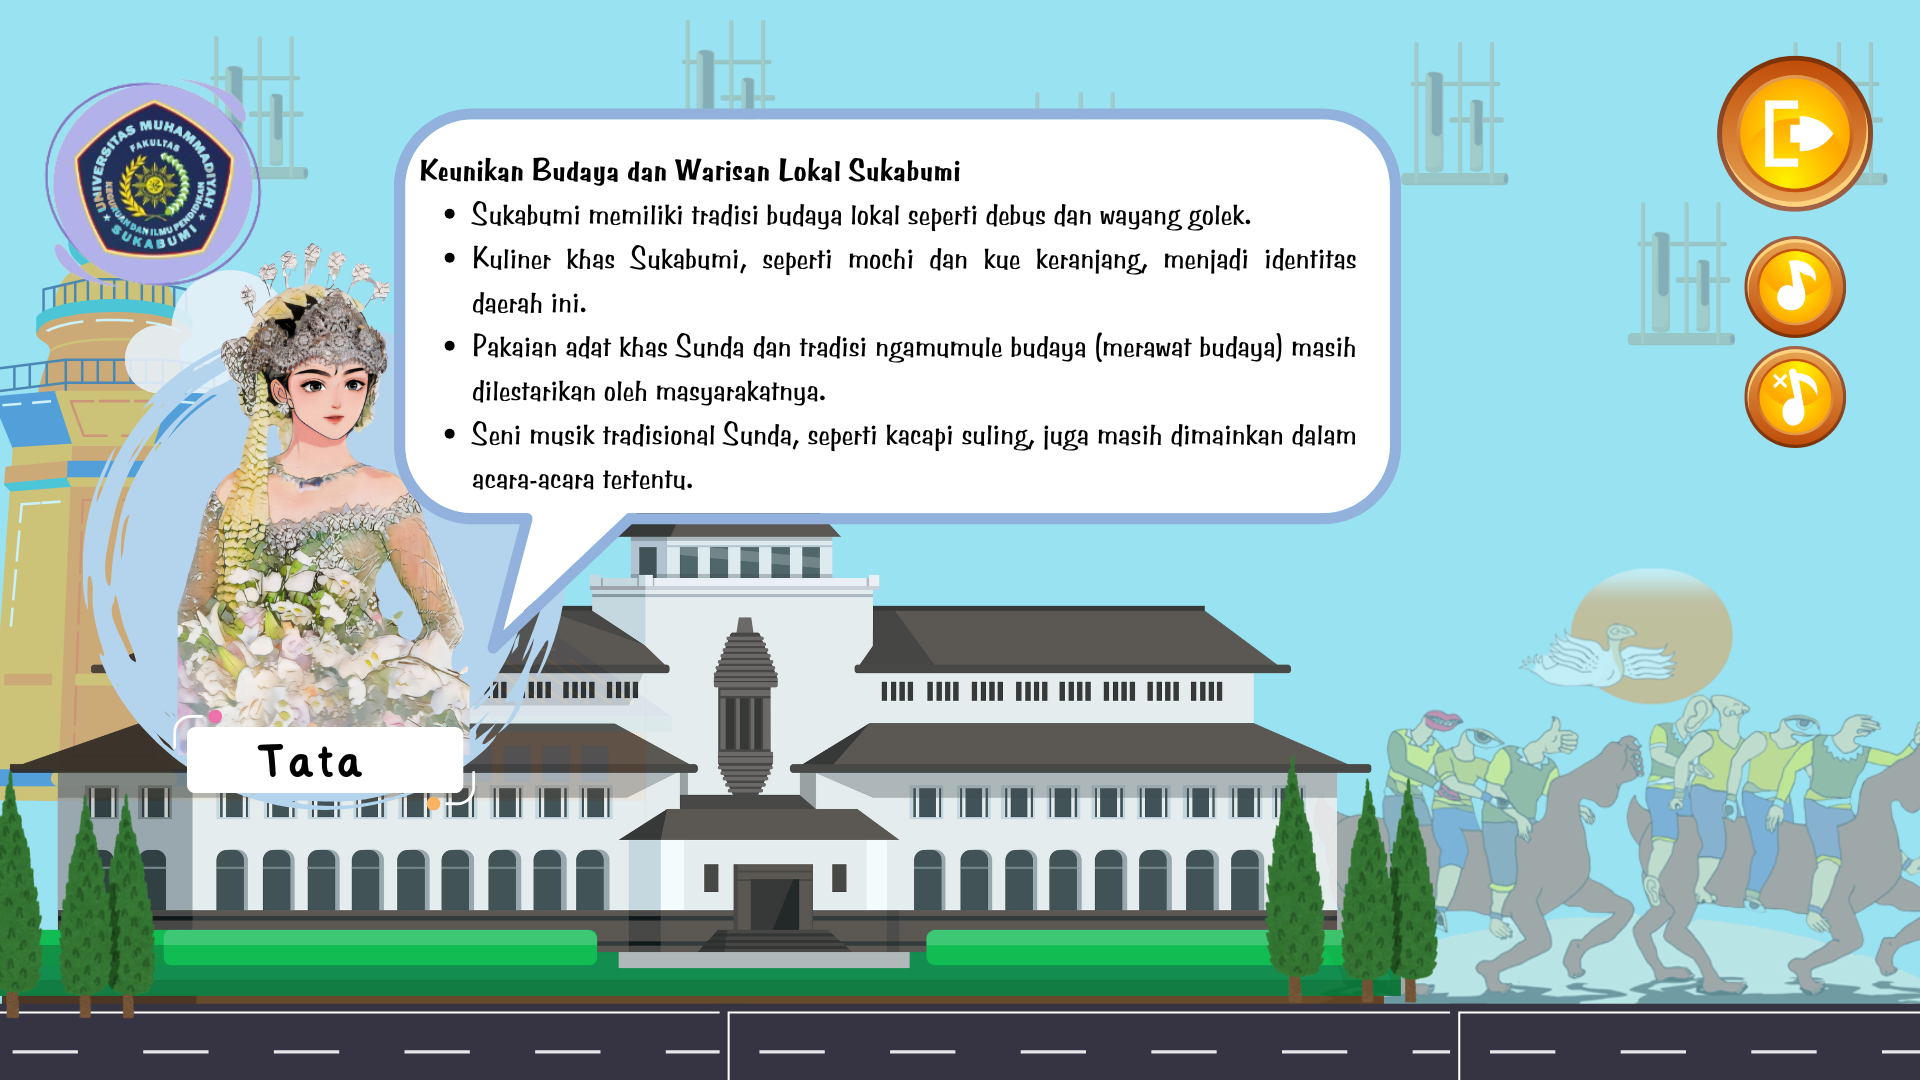 UNIVERSITAS MUHAMMADIYAH
FAKULTAS
KEGURUAN DAN ILMU PENDIDIKAN
SUKABUMI
Keunikan Budaya dan Warisan Lokal Sukabumi
• Sukabumi memiliki tradisi budaya lokal seperti debus dan wayang golek.
• Kuliner khas Sukabumi, seperti mochi dan kue keranjang, menjadi identitas
daerah ini.
• Pakaian adat khas Sunda dan tradisi ngamumule budaya (merawat budaya) masih
dilestarikan oleh masyarakatnya.
• Seni musik tradisional Sunda, seperti kacapi suling, juga masih dimainkan dalam
acara-acara tertentu.
Tata